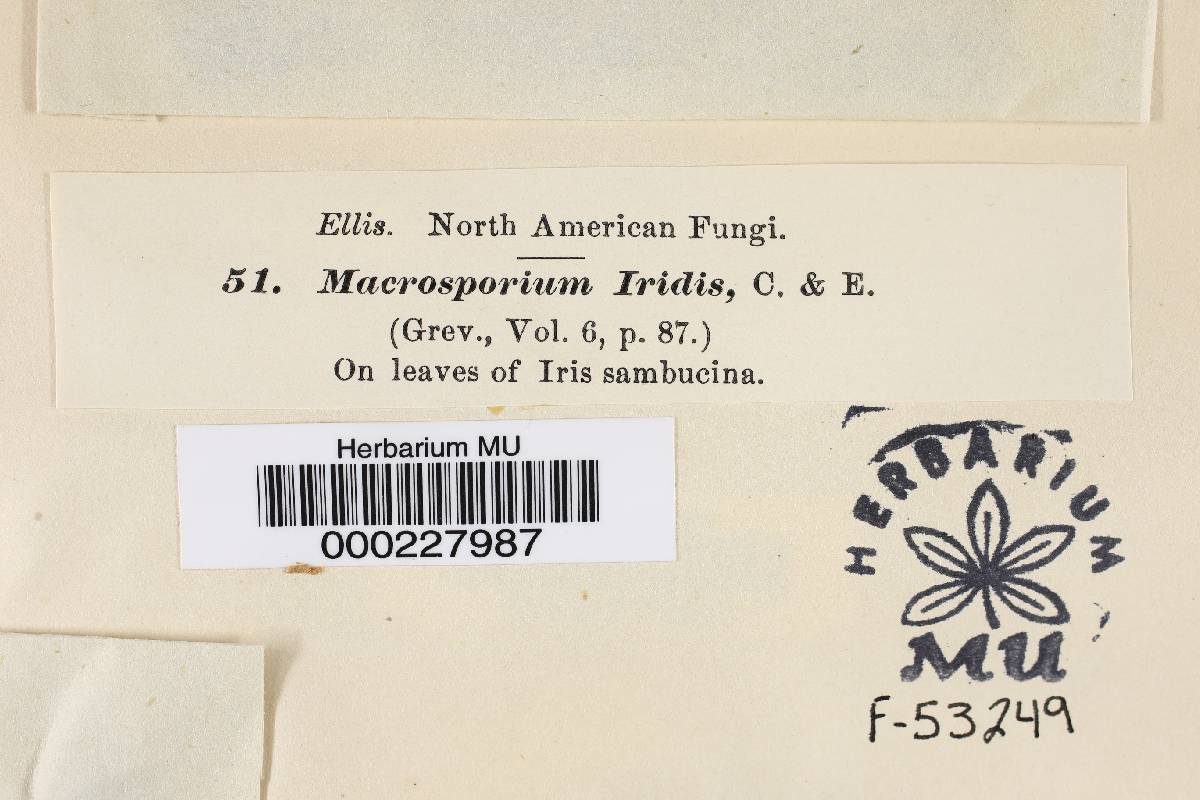 Ellis. North American Fungi.
51. Macrosporium Iridis, C. & E.
(Grev., Vol. 6, p. 87.)
On leaves of Iris sambucina.
Herbarium MU
000227987
HERBARIUM
MU
F-53249